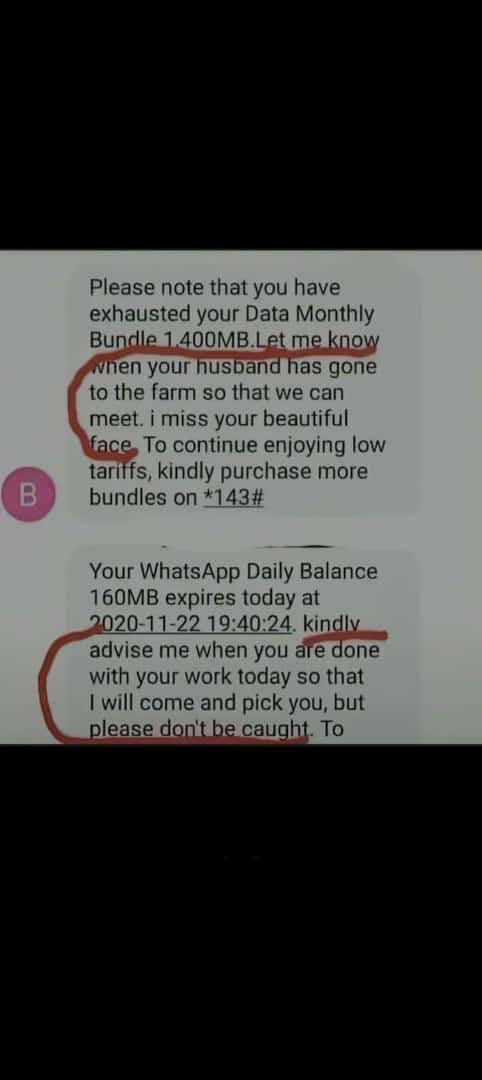 Please note that you have
exhausted your Data Monthly
Bundle 1,400MB.Let me know
when your husband has gone
to the farm so that we can
meet. i miss your beautiful
face. To continue enjoying low
tariffs, kindly purchase more
bundles on *143#
B
Your WhatsApp Daily Balance
160MB expires today at
2020-11-22 19:40:24. kindly
advise me when you are done
with your work today so that
I will come and pick you, but
please don't be caught. To